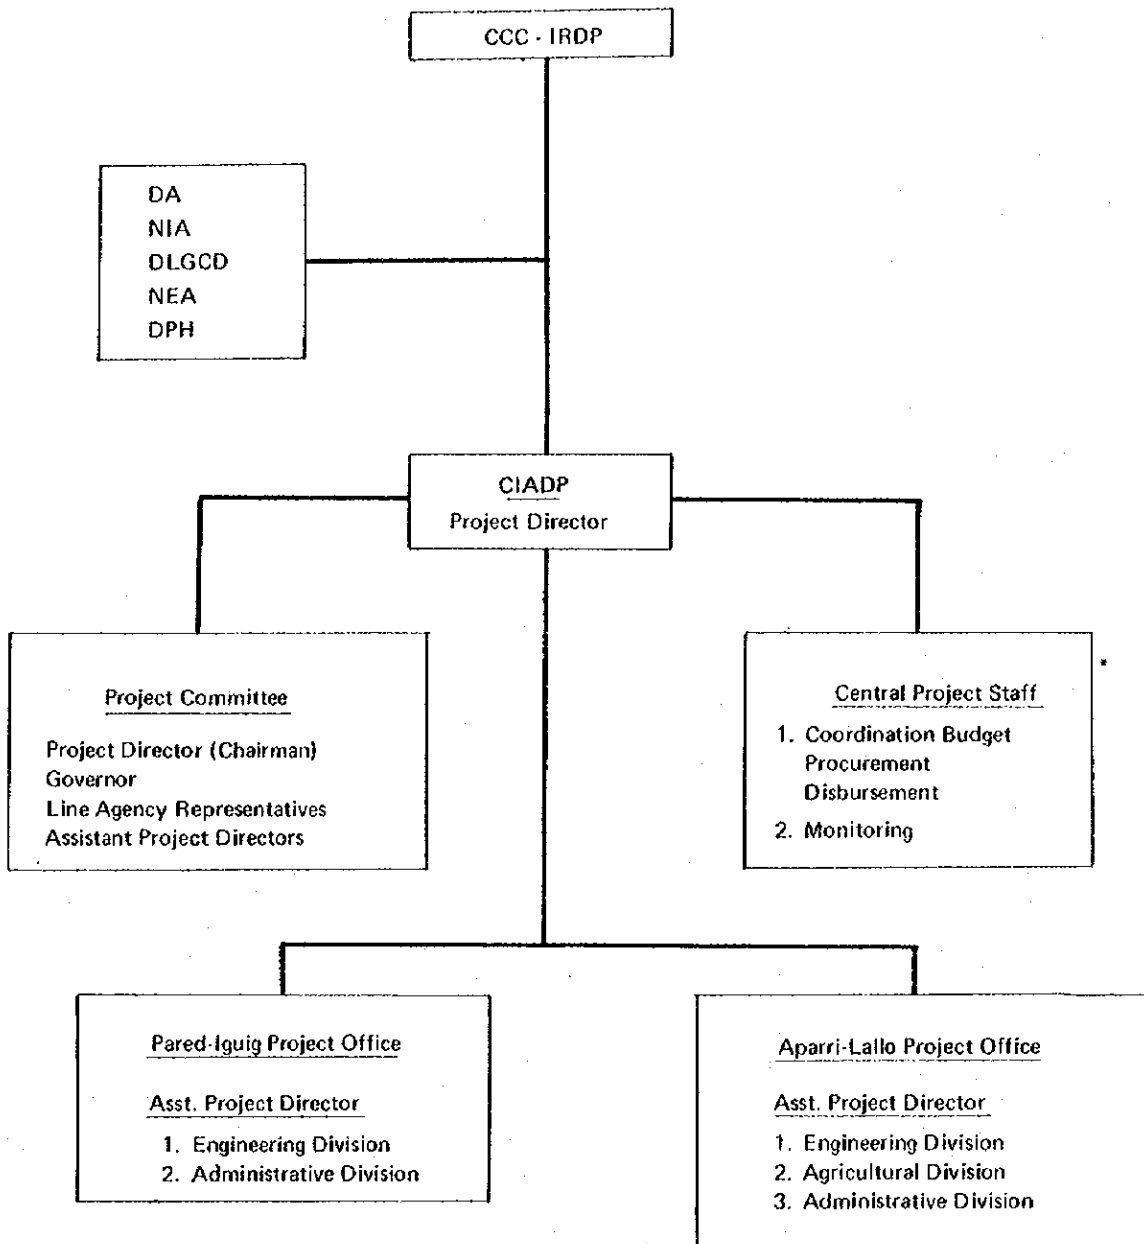 CCC - IRDP
DA
NIA
DLGCD
NEA
DPH
CIADP
Project Director
Project Committee
Project Director (Chairman)
Governor
Line Agency Representatives
Assistant Project Directors
Central Project Staff
1. Coordination Budget
Procurement
Disbursement
2. Monitoring
Pared-Iguig Project Office
Asst. Project Director
1. Engineering Division
2. Administrative Division
Aparri-Lallo Project Office
Asst. Project Director
1. Engineering Division
2. Agricultural Division
3. Administrative Division